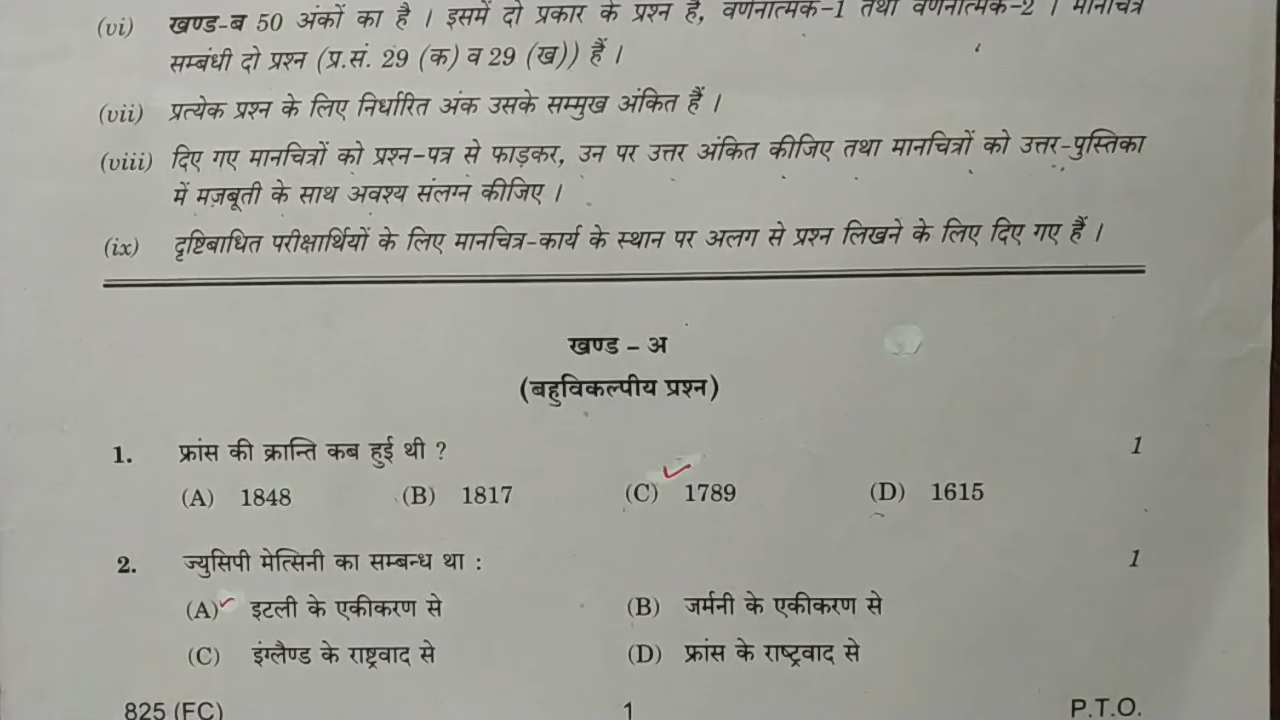 (vi) खण्ड-ब 50 अंकों का है । इसमें दो प्रकार के प्रश्न हैं, वर्णनात्मक-1 तथा वर्णनात्मक-2 । मानचित्र
सम्बंधी दो प्रश्न (प्र.सं. 29 (क) व 29 (ख)) हैं ।
(vii) प्रत्येक प्रश्न के लिए निर्धारित अंक उसके सम्मुख अंकित हैं ।
(viii) दिए गए मानचित्रों को प्रश्न-पत्र से फाड़कर, उन पर उत्तर अंकित कीजिए तथा मानचित्रों को उत्तर-पुस्तिका
में मज़बूती के साथ अवश्य संलग्न कीजिए ।
(ix) दृष्टिबाधित परीक्षार्थियों के लिए मानचित्र-कार्य के स्थान पर अलग से प्रश्न लिखने के लिए दिए गए हैं ।
खण्ड – अ
(बहुविकल्पीय प्रश्न)
1. फ्रांस की क्रान्ति कब हुई थी ? 1
(A) 1848 (B) 1817 (C) 1789 (D) 1615
2. ज्युसिपी मेत्सिनी का सम्बन्ध था : 1
(A) इटली के एकीकरण से (B) जर्मनी के एकीकरण से
(C) इंग्लैण्ड के राष्ट्रवाद से (D) फ्रांस के राष्ट्रवाद से
825 (FC) 1 P.T.O.